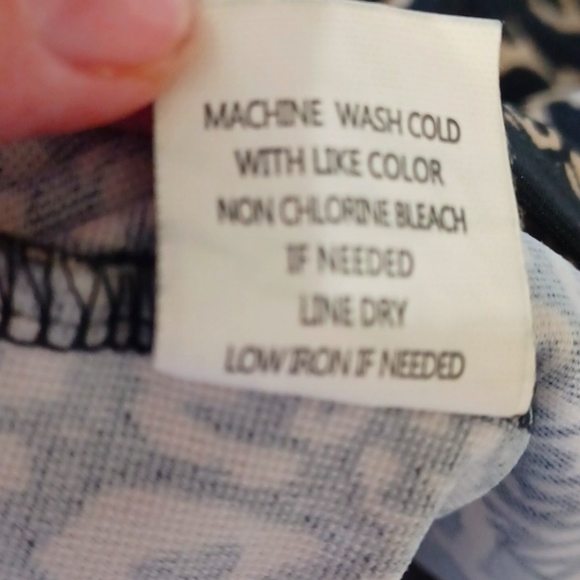 MACHINE WASH COLD
WITH LIKE COLOR
NON CHLORINE BLEACH
IF NEEDED
LINE DRY
LOW IRON IF NEEDED